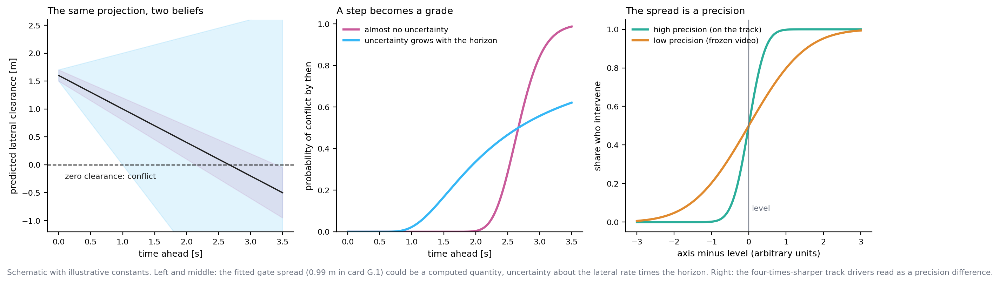 The same projection, two beliefs
predicted lateral clearance [m]
2.5
2.0
1.5
1.0
0.5
0.0
−0.5
−1.0
zero clearance: conflict
0.0 0.5 1.0 1.5 2.0 2.5 3.0 3.5
time ahead [s]
A step becomes a grade
probability of conflict by then
1.0
0.8
0.6
0.4
0.2
0.0
almost no uncertainty
uncertainty grows with the horizon
0.0 0.5 1.0 1.5 2.0 2.5 3.0 3.5
time ahead [s]
The spread is a precision
share who intervene
1.0
0.8
0.6
0.4
0.2
0.0
high precision (on the track)
low precision (frozen video)
level
−3 −2 −1 0 1 2 3
axis minus level (arbitrary units)
Schematic with illustrative constants. Left and middle: the fitted gate spread (0.99 m in card G.1) could be a computed quantity, uncertainty about the lateral rate times the horizon. Right: the four-times-sharper track drivers read as a precision difference.